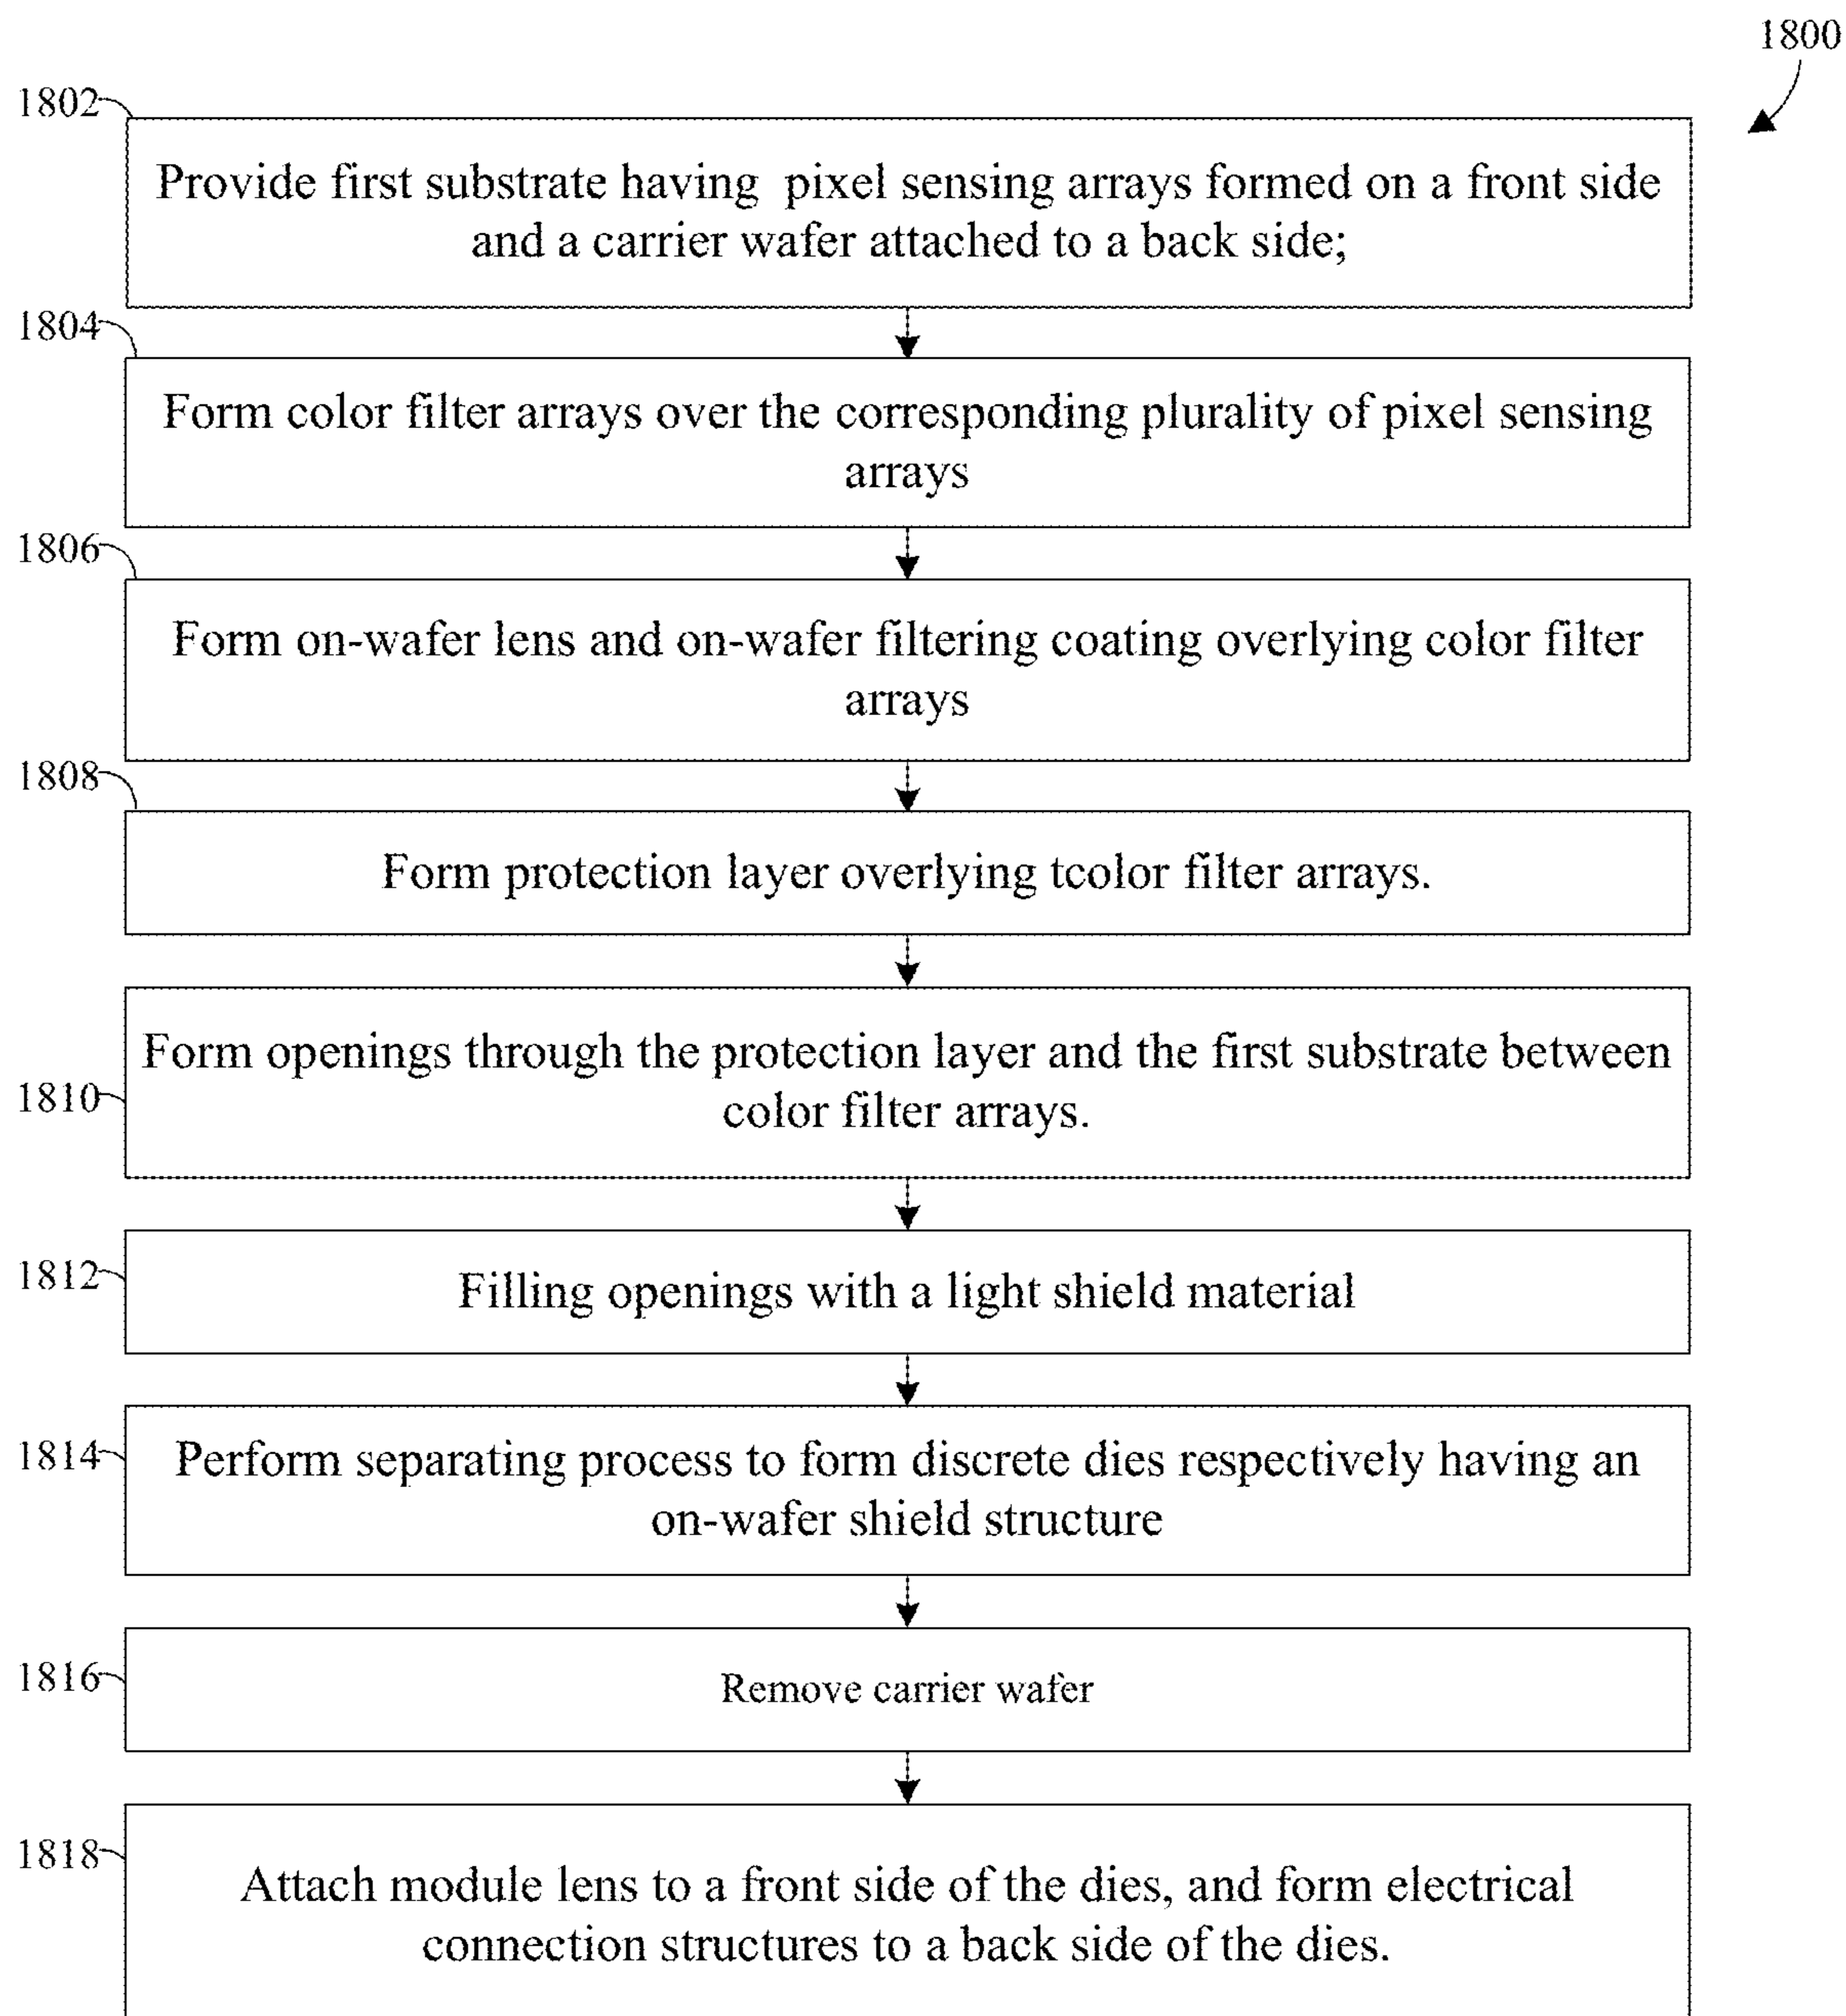 1800
1802
Provide first substrate having pixel sensing arrays formed on a front side
and a carrier wafer attached to a back side;
1804
Form color filter arrays over the corresponding plurality of pixel sensing
arrays
1806
Form on-wafer lens and on-wafer filtering coating overlying color filter
arrays
1808
Form protection layer overlying tcolor filter arrays.
1810
Form openings through the protection layer and the first substrate between
color filter arrays.
1812
Filling openings with a light shield material
1814
Perform separating process to form discrete dies respectively having an
on-wafer shield structure
1816
Remove carrier wafer
1818
Attach module lens to a front side of the dies, and form electrical
connection structures to a back side of the dies.